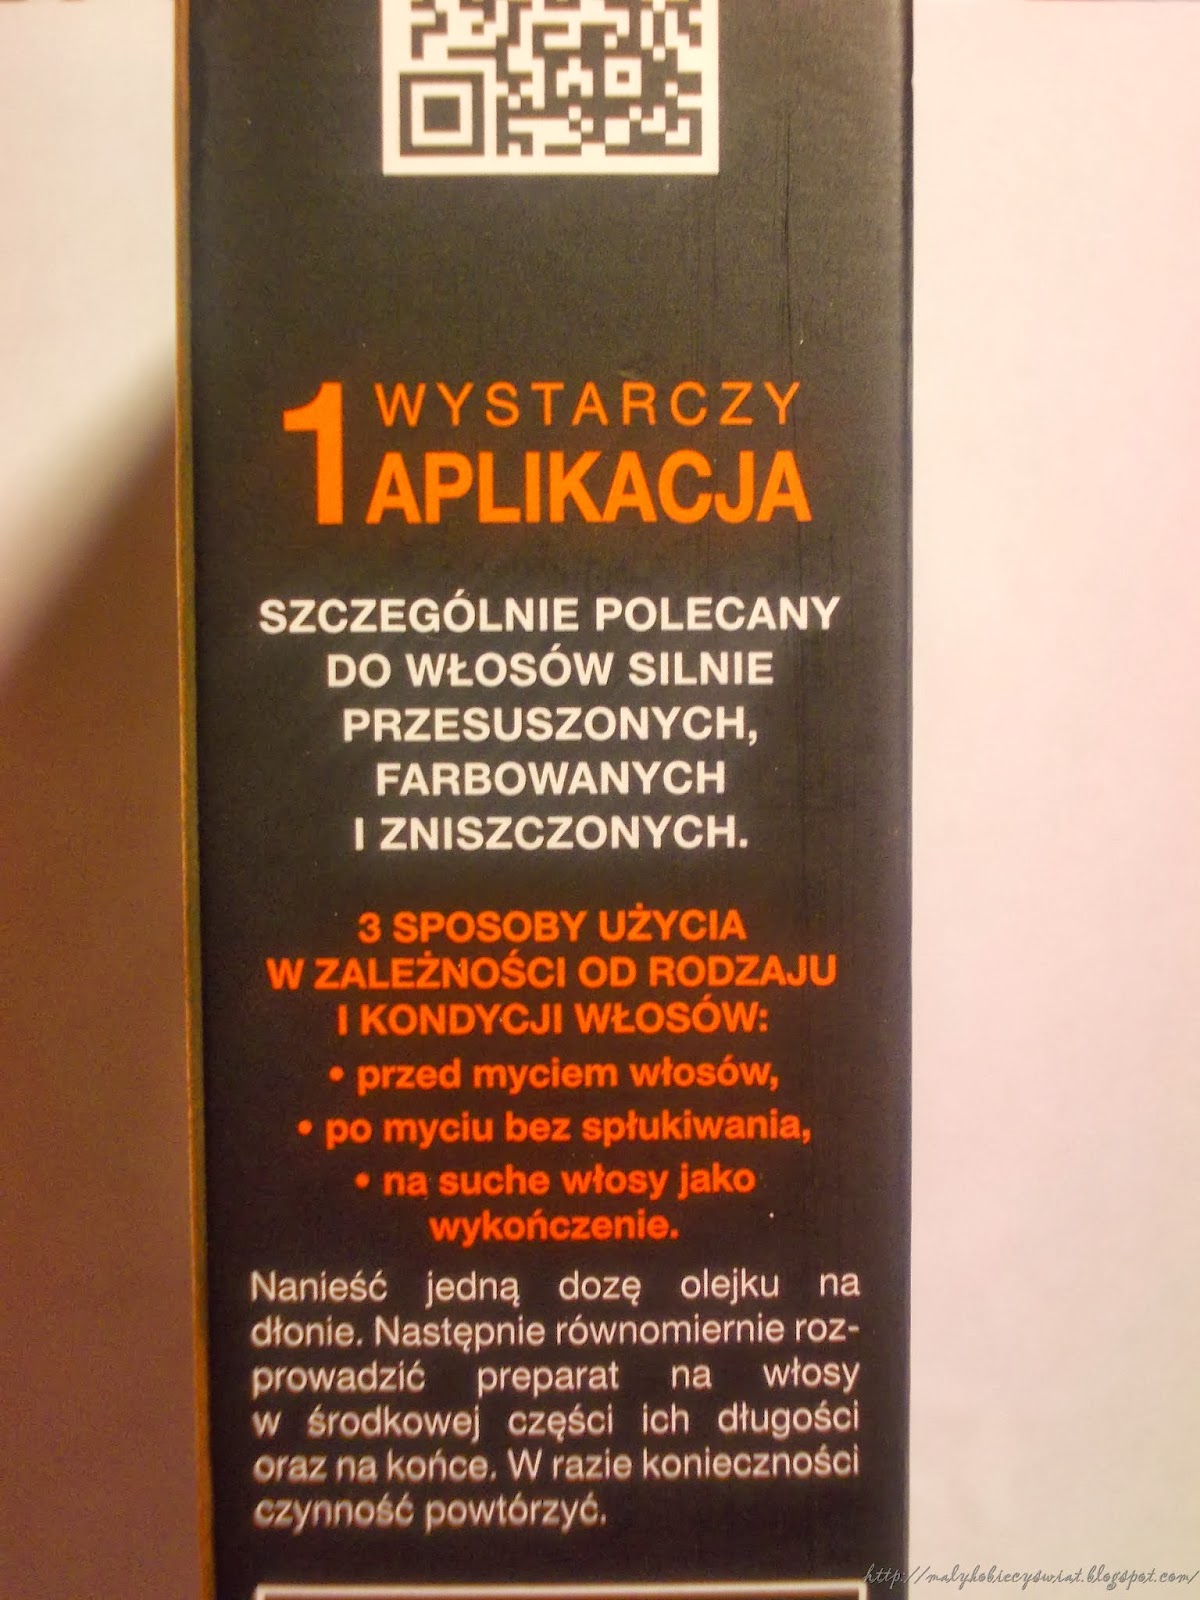 1 WYSTARCZY
APLIKACJA
SZCZEGÓLNIE POLECANY
DO WŁOSÓW SILNIE
PRZESUSZONYCH,
FARBOWANYCH
I ZNISZCZONYCH.
3 SPOSOBY UŻYCIA
W ZALEŻNOŚCI OD RODZAJU
I KONDYCJI WŁOSÓW:
• przed myciem włosów,
• po myciu bez spłukiwania,
• na suche włosy jako
wykończenie.
Nanieść jedną dozę olejku na
dłonie. Następnie równomiernie roz-
prowadzić preparat na włosy
w środkowej części ich długości
oraz na końce. W razie konieczności
czynność powtórzyć.
http://malykobiecyswiat.blogspot.com/